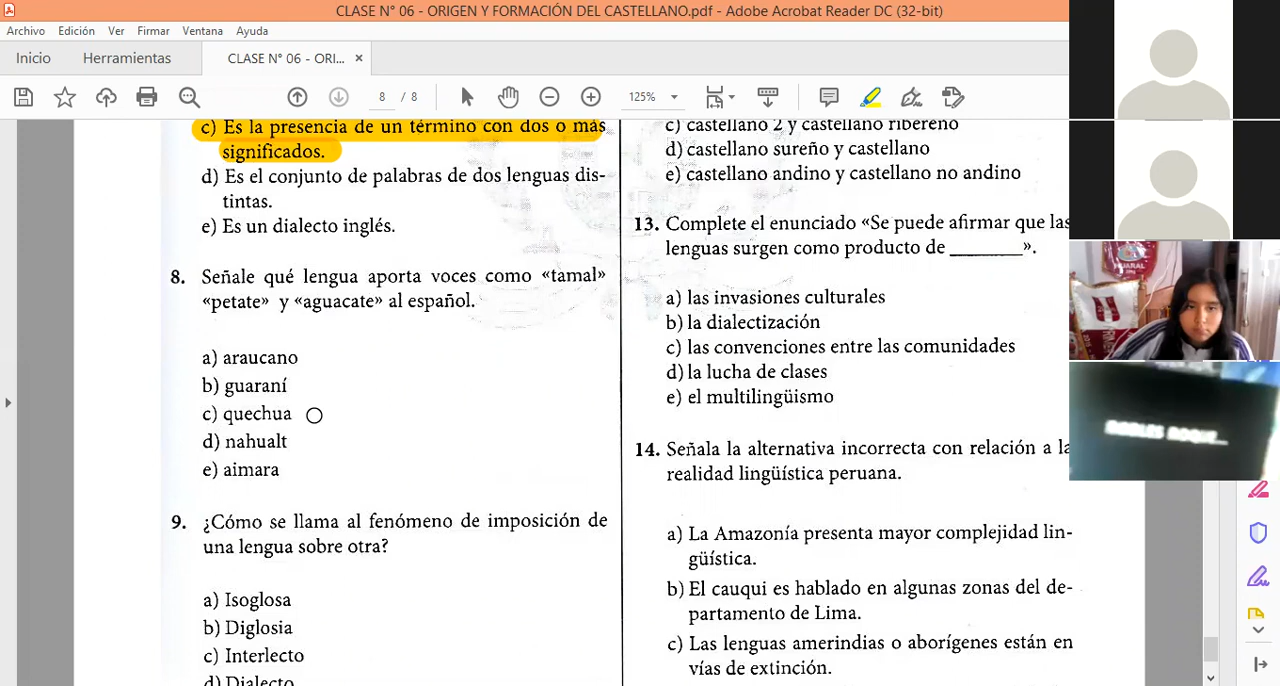 CLASE N° 06 - ORIGEN Y FORMACIÓN DEL CASTELLANO.pdf - Adobe Acrobat Reader DC (32-bit)
Archivo Edición Ver Firmar Ventana Ayuda
Inicio Herramientas CLASE N° 06 - ORI... ×
8 / 8 125%
c) Es la presencia de un término con dos o más
significados.
d) Es el conjunto de palabras de dos lenguas dis-
tintas.
e) Es un dialecto inglés.
8. Señale qué lengua aporta voces como «tamal»
«petate» y «aguacate» al español.
a) araucano
b) guaraní
c) quechua
d) nahualt
e) aimara
9. ¿Cómo se llama al fenómeno de imposición de
una lengua sobre otra?
a) Isoglosa
b) Diglosia
c) Interlecto
d) Dialecto
c) castellano 2 y castellano ribereño
d) castellano sureño y castellano
e) castellano andino y castellano no andino
13. Complete el enunciado «Se puede afirmar que las
lenguas surgen como producto de ________».
a) las invasiones culturales
b) la dialectización
c) las convenciones entre las comunidades
d) la lucha de clases
e) el multilingüismo
14. Señala la alternativa incorrecta con relación a la
realidad lingüística peruana.
a) La Amazonía presenta mayor complejidad lin-
güística.
b) El cauqui es hablado en algunas zonas del de-
partamento de Lima.
c) Las lenguas amerindias o aborígenes están en
vías de extinción.
HUARAL